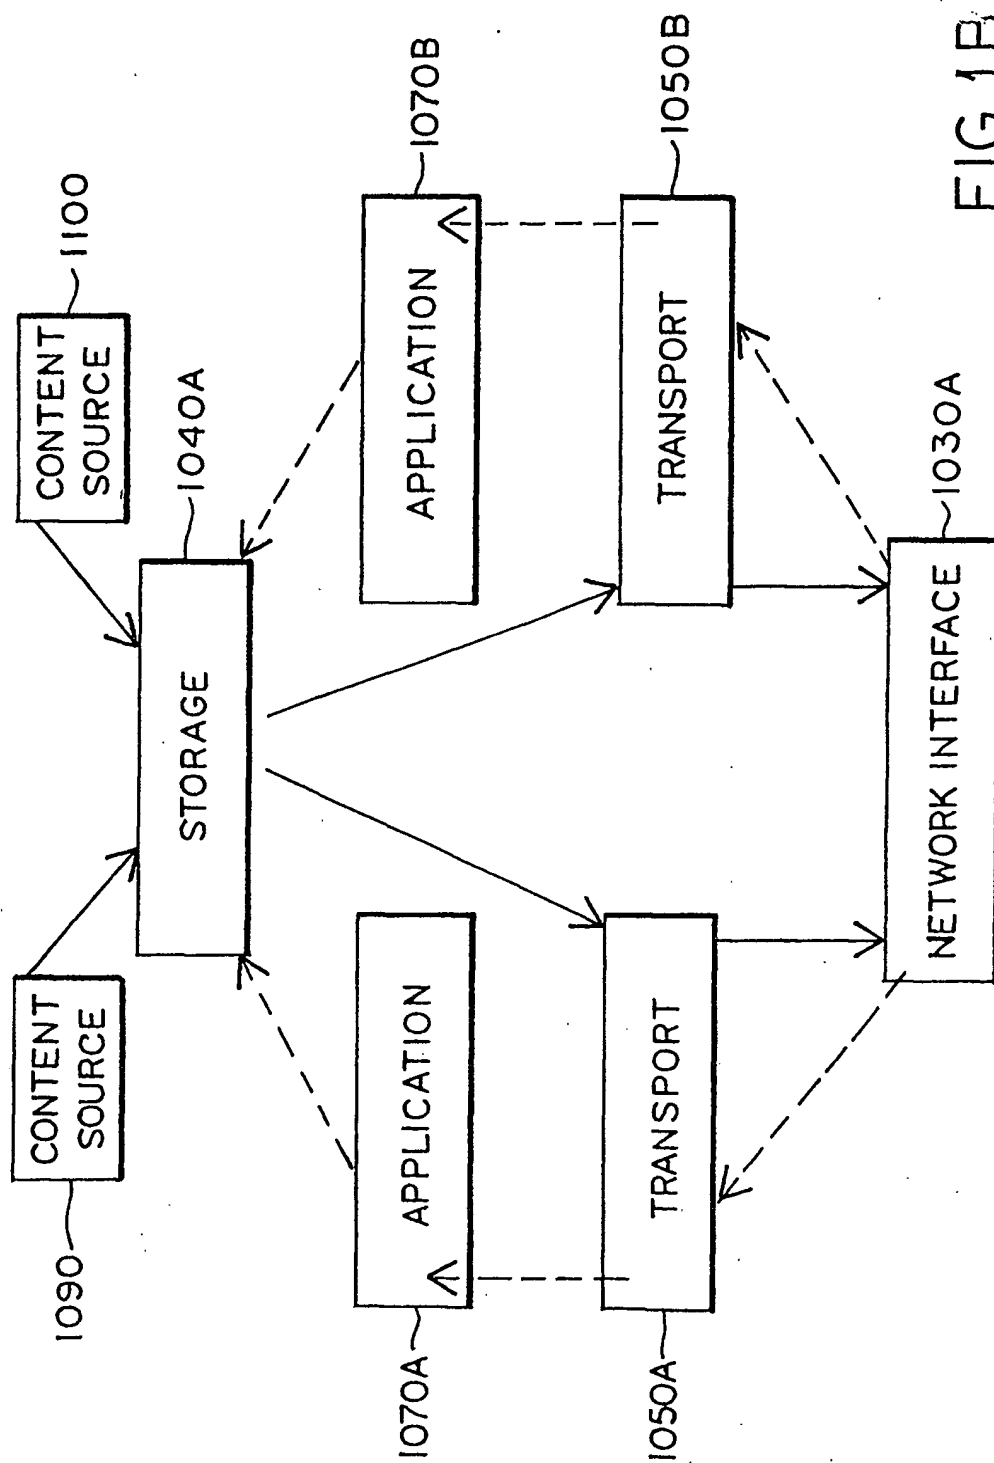 1090
CONTENT
SOURCE
CONTENT
SOURCE
1100
STORAGE
1040A
1070A
APPLICATION
APPLICATION
1070B
1050A
TRANSPORT
TRANSPORT
1050B
NETWORK INTERFACE
1030A
FIG. 1B